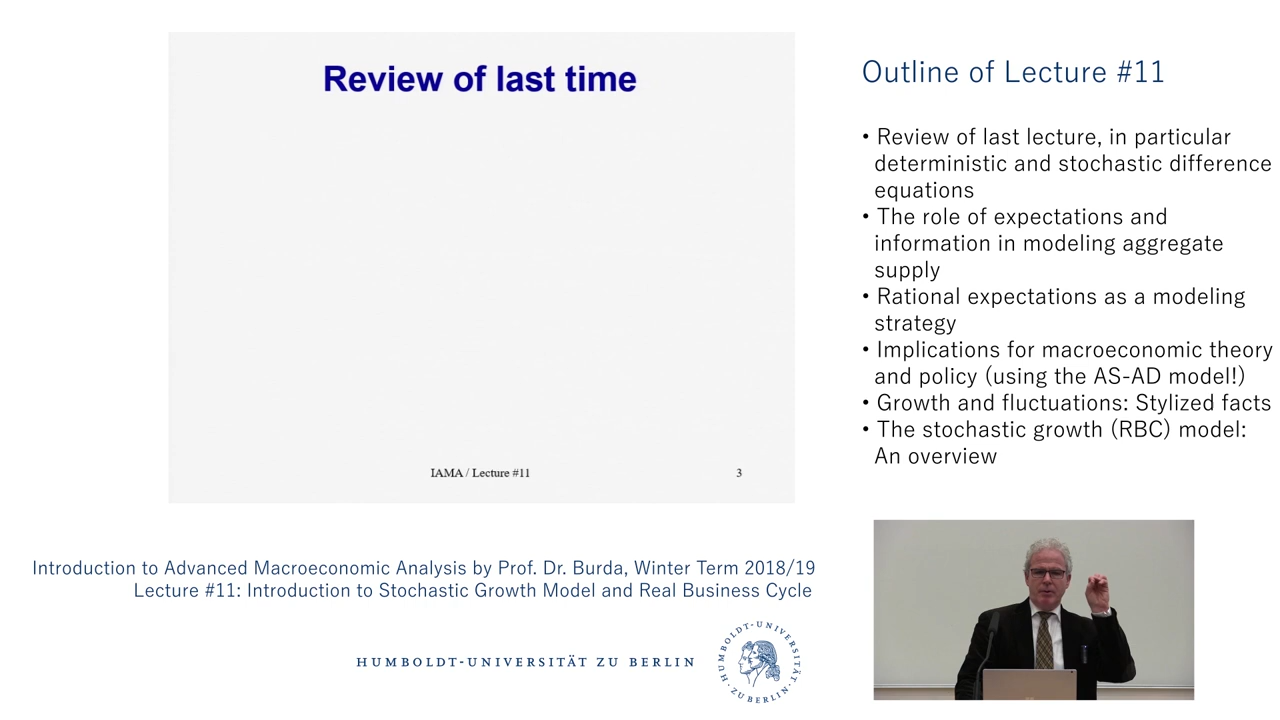 Review of last time
IAMA / Lecture #11
3
Outline of Lecture #11
• Review of last lecture, in particular
deterministic and stochastic difference
equations
• The role of expectations and
information in modeling aggregate
supply
• Rational expectations as a modeling
strategy
• Implications for macroeconomic theory
and policy (using the AS-AD model!)
• Growth and fluctuations: Stylized facts
• The stochastic growth (RBC) model:
An overview
Introduction to Advanced Macroeconomic Analysis by Prof. Dr. Burda, Winter Term 2018/19
Lecture #11: Introduction to Stochastic Growth Model and Real Business Cycle
HUMBOLDT-UNIVERSITÄT ZU BERLIN
HUMBOLDT-UNIVERSITÄT
ZU BERLIN